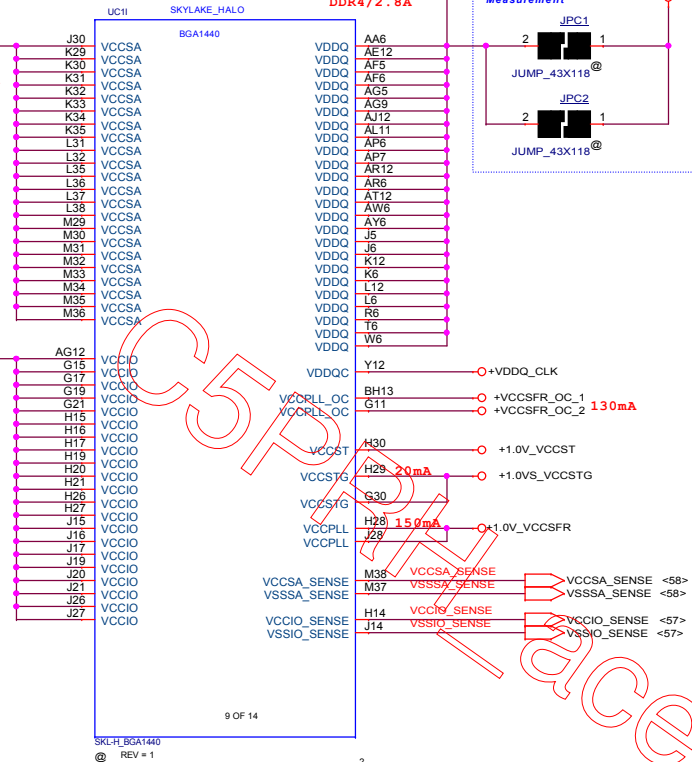 DDR4/2.8A
Measurement
UC1I SKYLAKE_HALO
BGA1440
J30 VCCSA
K29 VCCSA
K30 VCCSA
K31 VCCSA
K32 VCCSA
K33 VCCSA
K34 VCCSA
K35 VCCSA
L31 VCCSA
L32 VCCSA
L35 VCCSA
L36 VCCSA
L37 VCCSA
L38 VCCSA
M29 VCCSA
M30 VCCSA
M31 VCCSA
M32 VCCSA
M33 VCCSA
M34 VCCSA
M35 VCCSA
M36 VCCSA
AG12 VCCIO
G15 VCCIO
G17 VCCIO
G19 VCCIO
G21 VCCIO
H15 VCCIO
H16 VCCIO
H17 VCCIO
H19 VCCIO
H20 VCCIO
H21 VCCIO
H26 VCCIO
H27 VCCIO
J15 VCCIO
J16 VCCIO
J17 VCCIO
J19 VCCIO
J20 VCCIO
J21 VCCIO
J26 VCCIO
J27 VCCIO
VDDQ AA6
VDDQ AE12
VDDQ AF5
VDDQ AF6
VDDQ AG5
VDDQ AG9
VDDQ AJ12
VDDQ AL11
VDDQ AP6
VDDQ AP7
VDDQ AR12
VDDQ AR6
VDDQ AT12
VDDQ AW6
VDDQ AY6
VDDQ J5
VDDQ J6
VDDQ K12
VDDQ K6
VDDQ L12
VDDQ L6
VDDQ R6
VDDQ T6
VDDQ W6
VDDQC Y12 +VDDQ_CLK
VCCPLL_OC BH13 +VCCSFR_OC_1
VCCPLL_OC G11 +VCCSFR_OC_2 130mA
VCCST H30 +1.0V_VCCST
VCCSTG H29 20mA +1.0VS_VCCSTG
VCCSTG G30
VCCPLL H28 150mA +1.0V_VCCSFR
VCCPLL J28
VCCSA_SENSE M38 VCCSA_SENSE VCCSA_SENSE <58>
VSSSA_SENSE M37 VSSSA_SENSE VSSSA_SENSE <58>
VCCIO_SENSE H14 VCCIO_SENSE VCCIO_SENSE <57>
VSSIO_SENSE J14 VSSIO_SENSE VSSIO_SENSE <57>
JPC1
2 1
JUMP_43X118 @
JPC2
2 1
JUMP_43X118 @
9 OF 14
SKL-H_BGA1440
@ REV = 1
2